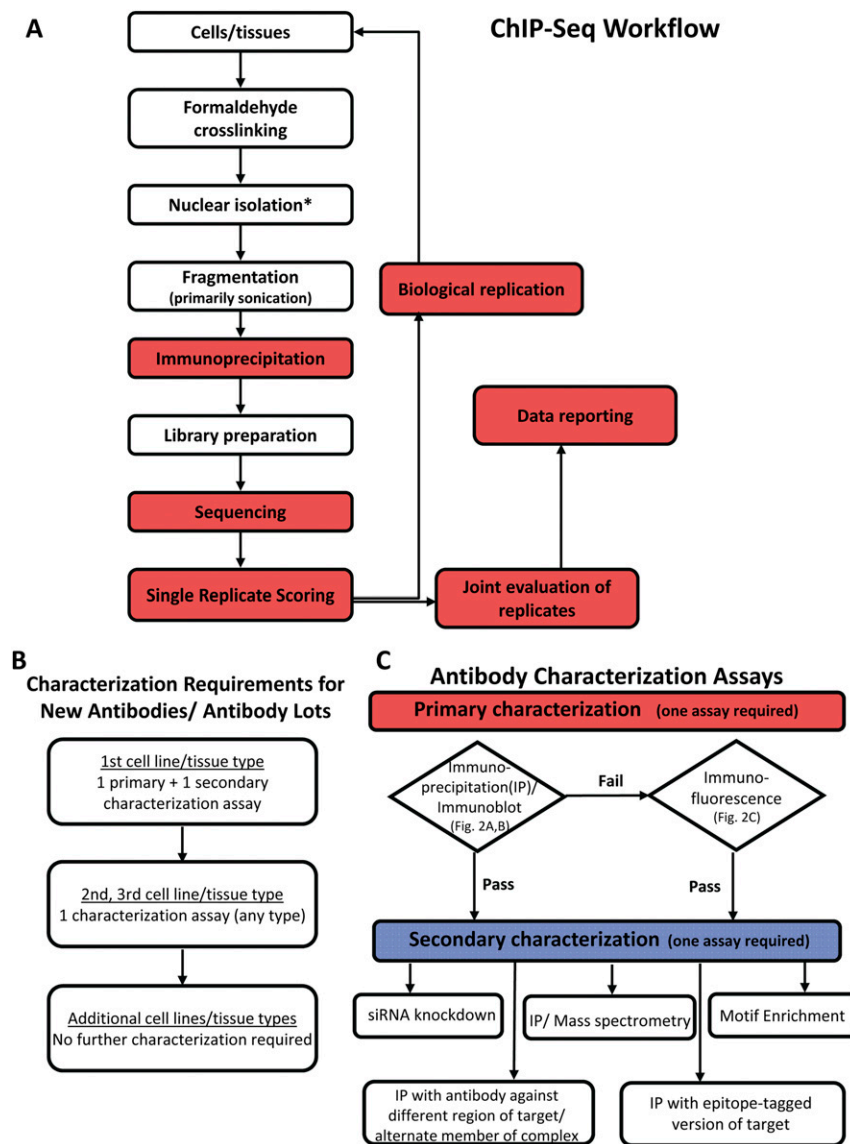 A
ChIP-Seq Workflow
Cells/tissues
Formaldehyde
crosslinking
Nuclear isolation*
Fragmentation
(primarily sonication)
Biological replication
Immunoprecipitation
Data reporting
Library preparation
Sequencing
Single Replicate Scoring
Joint evaluation of
replicates
B
Characterization Requirements for
New Antibodies/ Antibody Lots
1st cell line/tissue type
1 primary + 1 secondary
characterization assay
2nd, 3rd cell line/tissue type
1 characterization assay (any type)
Additional cell lines/tissue types
No further characterization required
C
Antibody Characterization Assays
Primary characterization (one assay required)
Immuno-
precipitation(IP)/
Immunoblot
(Fig. 2A,B)
Fail
Immuno-
fluorescence
(Fig. 2C)
Pass
Pass
Secondary characterization (one assay required)
siRNA knockdown
IP/ Mass spectrometry
Motif Enrichment
IP with antibody against
different region of target/
alternate member of complex
IP with epitope-tagged
version of target